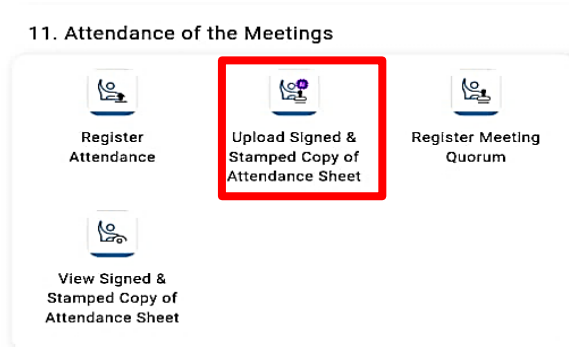 11. Attendance of the Meetings
Register
Attendance
Upload Signed &
Stamped Copy of
Attendance Sheet
Register Meeting
Quorum
View Signed &
Stamped Copy of
Attendance Sheet